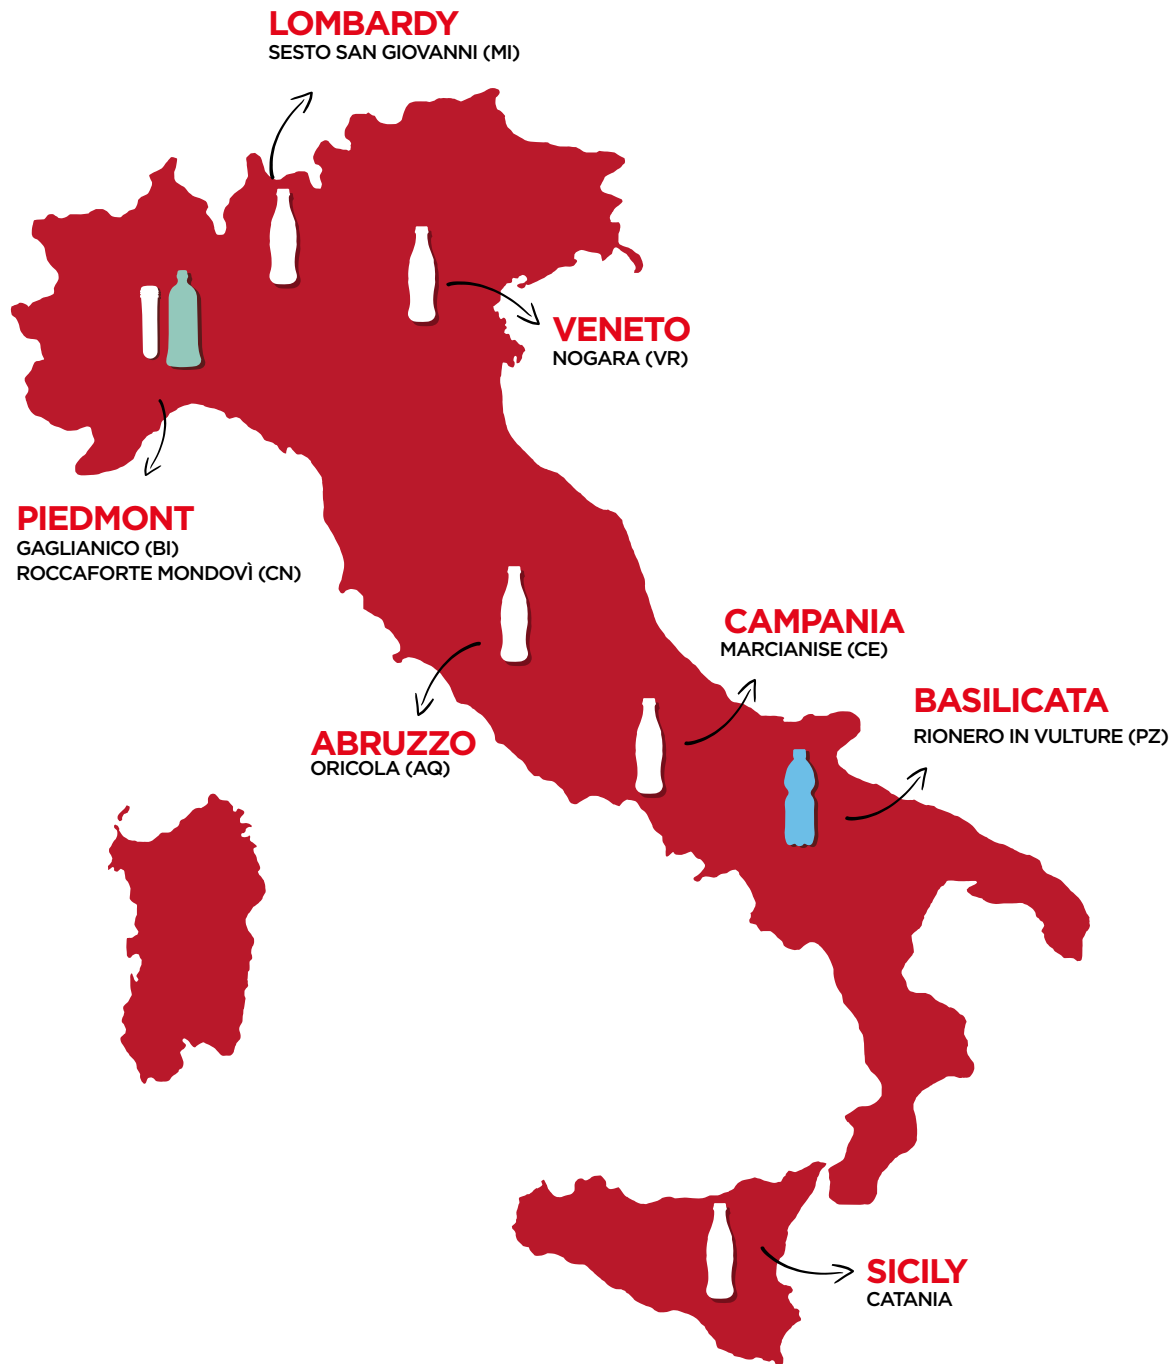 LOMBARDY
SESTO SAN GIOVANNI (MI)
VENETO
NOGARA (VR)
PIEDMONT
GAGLIANICO (BI)
ROCCAFORTE MONDOVÌ (CN)
CAMPANIA
MARCIANISE (CE)
BASILICATA
RIONERO IN VULTURE (PZ)
ABRUZZO
ORICOLA (AQ)
SICILY
CATANIA